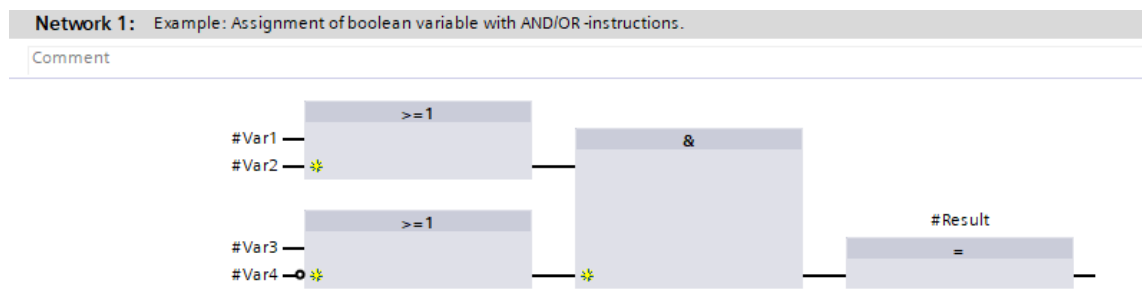 Network 1: Example: Assignment of boolean variable with AND/OR -instructions.
Comment
>=1
#Var1
#Var2
&
>=1
#Var3
#Var4
#Result
=